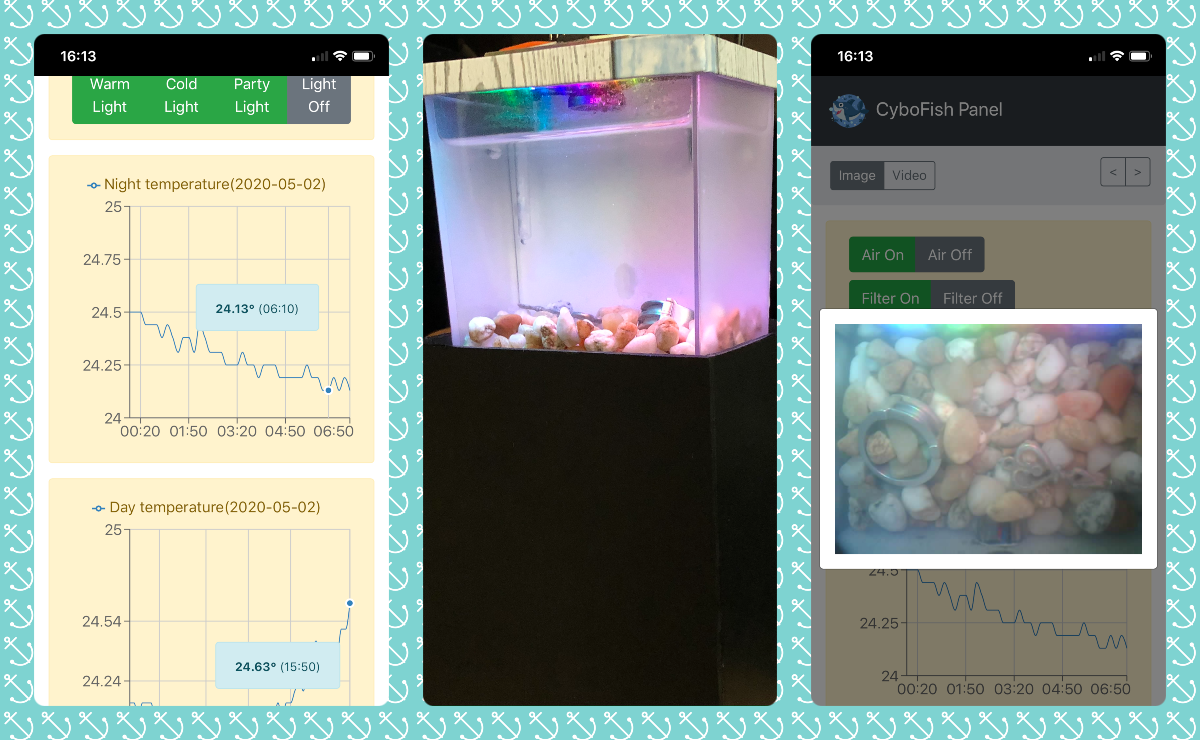 16:13
Warm Cold Party Light
Light Light Light Off
Night temperature(2020-05-02)
25
24.75
24.5
24.13° (06:10)
24.25
24
00:20 01:50 03:20 04:50 06:50
Day temperature(2020-05-02)
25
24.54
24.63° (15:50)
24.24
16:13
CyboFish Panel
Image Video < >
Air On Air Off
Filter On Filter Off
24.5
24.25
24
00:20 01:50 03:20 04:50 06:50